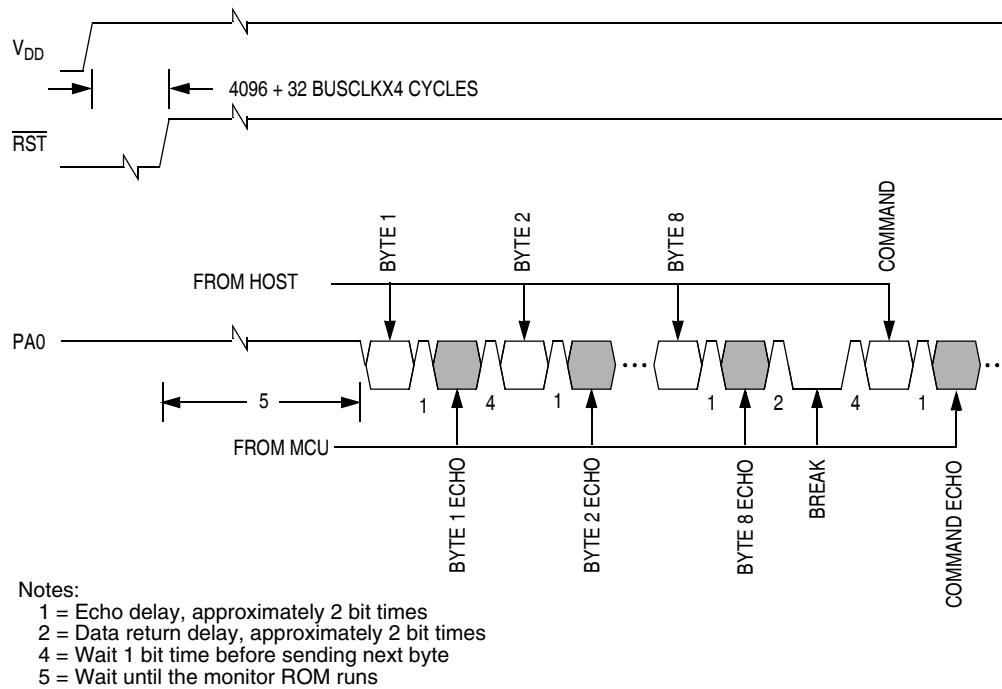 VDD
4096 + 32 BUSCLKX4 CYCLES
RST
BYTE 1
BYTE 2
BYTE 8
COMMAND
FROM HOST
PA0
5
1
4
1
1
2
4
1
FROM MCU
BYTE 1 ECHO
BYTE 2 ECHO
BYTE 8 ECHO
BREAK
COMMAND ECHO
Notes:
1 = Echo delay, approximately 2 bit times
2 = Data return delay, approximately 2 bit times
4 = Wait 1 bit time before sending next byte
5 = Wait until the monitor ROM runs